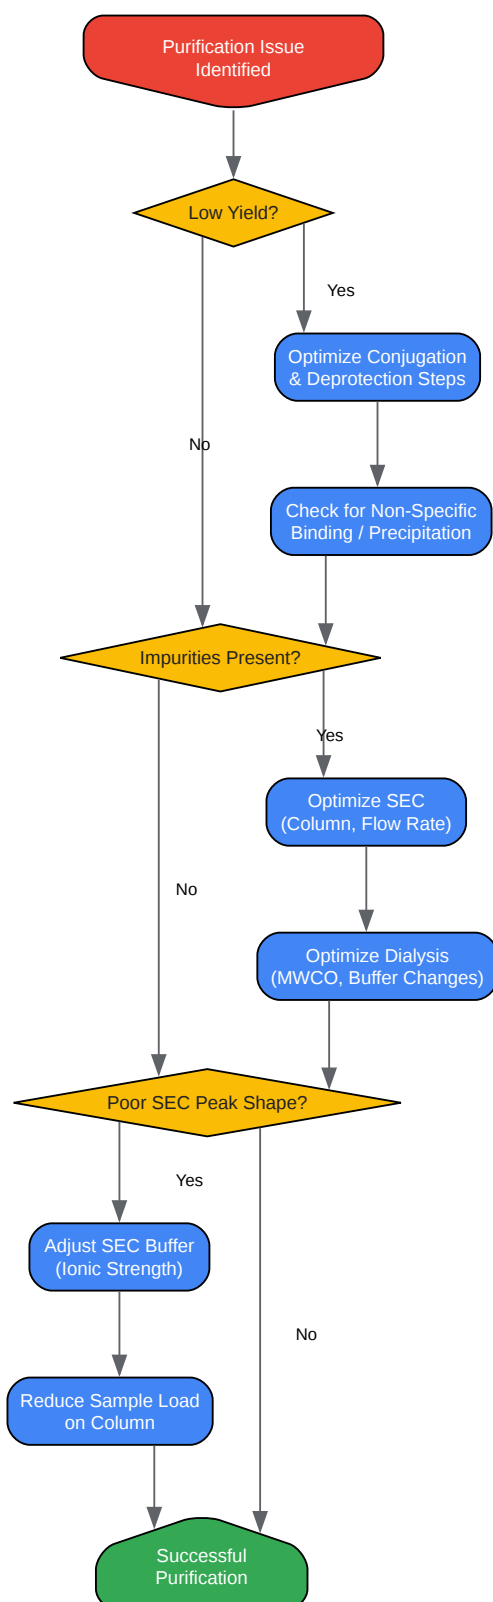 Purification Issue
Identified
Low Yield?
Yes
Optimize Conjugation
& Deprotection Steps
No
Check for Non-Specific
Binding / Precipitation
Impurities Present?
Yes
Optimize SEC
(Column, Flow Rate)
No
Optimize Dialysis
(MWCO, Buffer Changes)
Poor SEC Peak Shape?
Yes
Adjust SEC Buffer
(Ionic Strength)
No
Reduce Sample Load
on Column
Successful
Purification